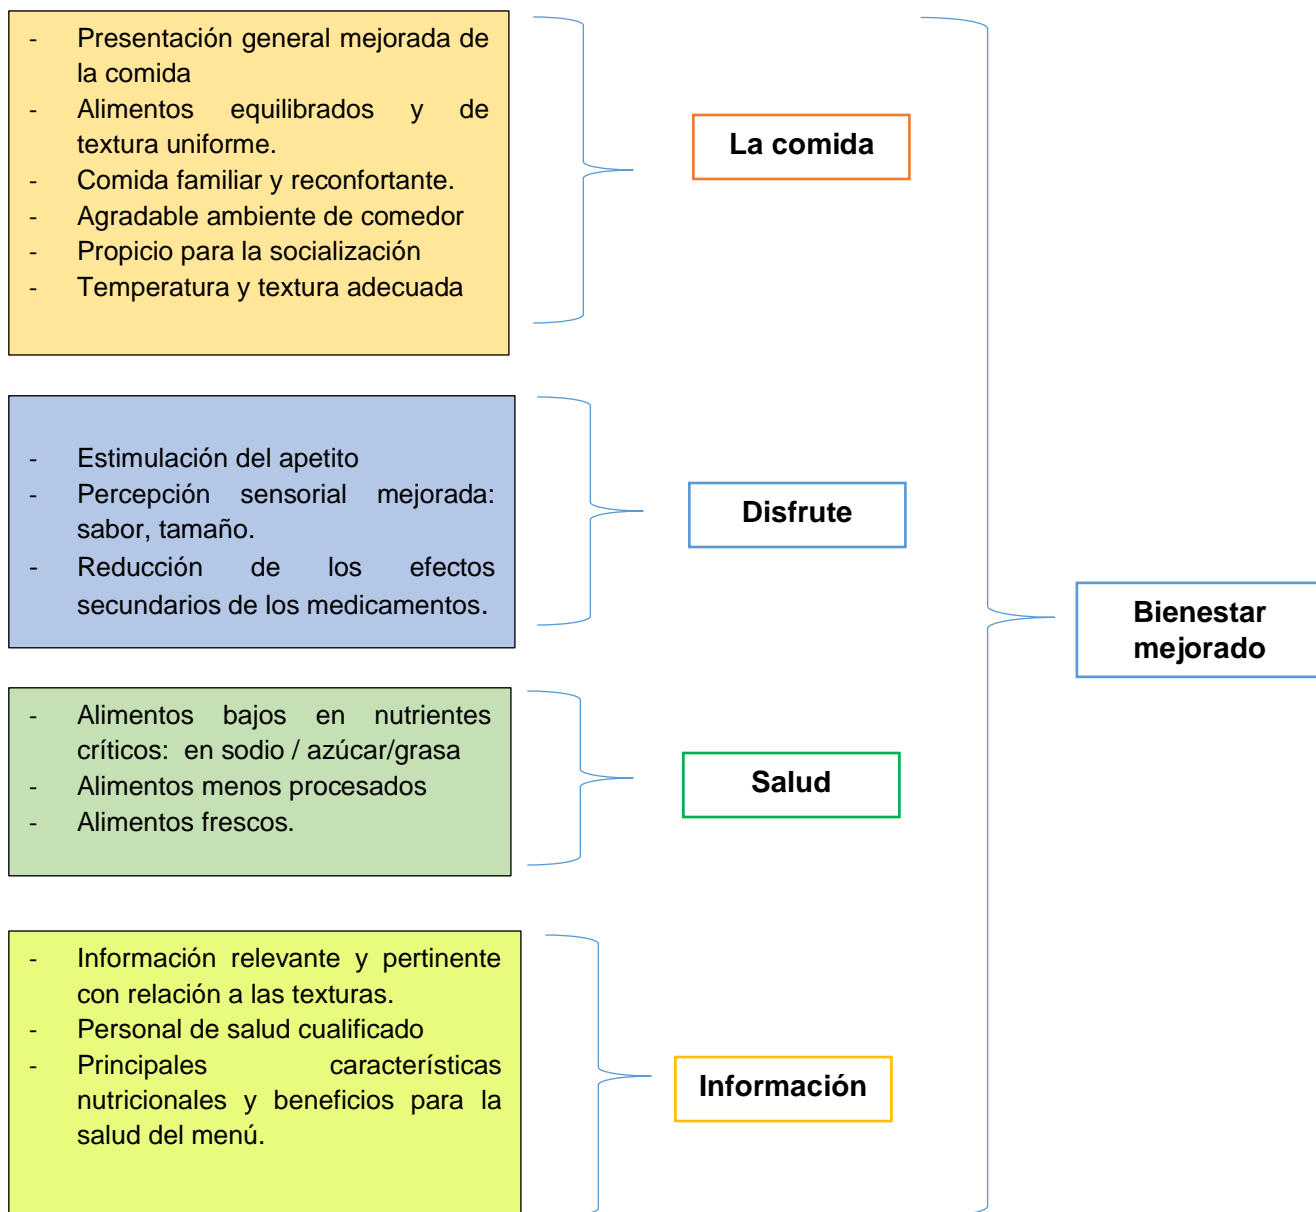 - Presentación general mejorada de
la comida
- Alimentos equilibrados y de
textura uniforme.
- Comida familiar y reconfortante.
- Agradable ambiente de comedor
- Propicio para la socialización
- Temperatura y textura adecuada
La comida
- Estimulación del apetito
- Percepción sensorial mejorada:
sabor, tamaño.
- Reducción de los efectos
secundarios de los medicamentos.
Disfrute
- Alimentos bajos en nutrientes
críticos: en sodio / azúcar/grasa
- Alimentos menos procesados
- Alimentos frescos.
Salud
- Información relevante y pertinente
con relación a las texturas.
- Personal de salud cualificado
- Principales características
nutricionales y beneficios para la
salud del menú.
Información
Bienestar
mejorado